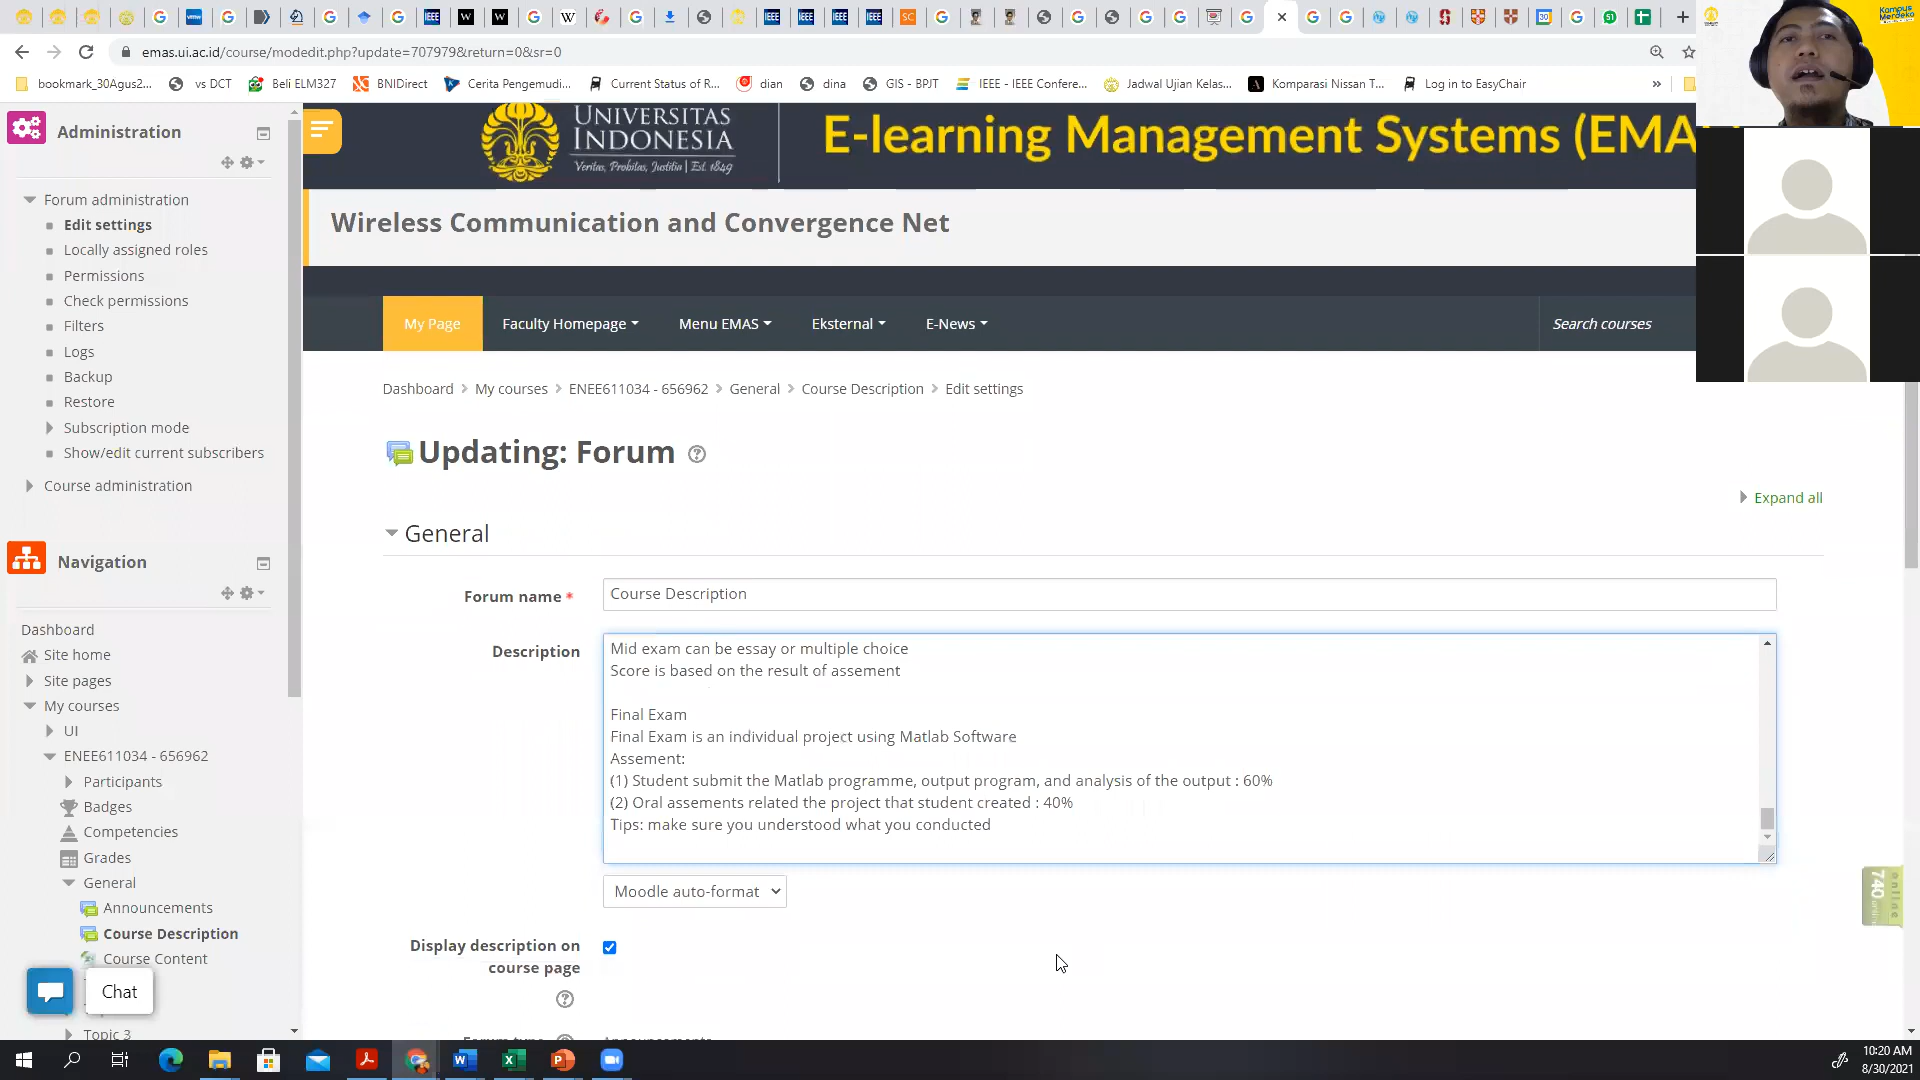 emas.ui.ac.id/course/modedit.php?update=707979&return=0&sr=0
bookmark_30Agus2...
vs DCT
Beli ELM327
BNIDirect
Cerita Pengemudi...
Current Status of R...
dian
dina
GIS - BPJT
IEEE - IEEE Confere...
Jadwal Ujian Kelas...
Komparasi Nissan T...
Log in to EasyChair
»
Kampus
Merdeka
Administration
Forum administration
Edit settings
Locally assigned roles
Permissions
Check permissions
Filters
Logs
Backup
Restore
Subscription mode
Show/edit current subscribers
Course administration
Navigation
Dashboard
Site home
Site pages
My courses
UI
ENEE611034 - 656962
Participants
Badges
Competencies
Grades
General
Announcements
Course Description
Course Content
Topic 3
Chat
UNIVERSITAS
INDONESIA
Veritas, Probitas, Justitia | Est. 1849
E-learning Management Systems (EMA
Wireless Communication and Convergence Net
My Page
Faculty Homepage
Menu EMAS
Eksternal
E-News
Search courses
Dashboard > My courses > ENEE611034 - 656962 > General > Course Description > Edit settings
Updating: Forum
Expand all
General
Forum name *
Course Description
Description
Mid exam can be essay or multiple choice
Score is based on the result of assement
Final Exam
Final Exam is an individual project using Matlab Software
Assement:
(1) Student submit the Matlab programme, output program, and analysis of the output : 60%
(2) Oral assements related the project that student created : 40%
Tips: make sure you understood what you conducted
Moodle auto-format
Display description on
course page
740
online
10:20 AM
8/30/2021